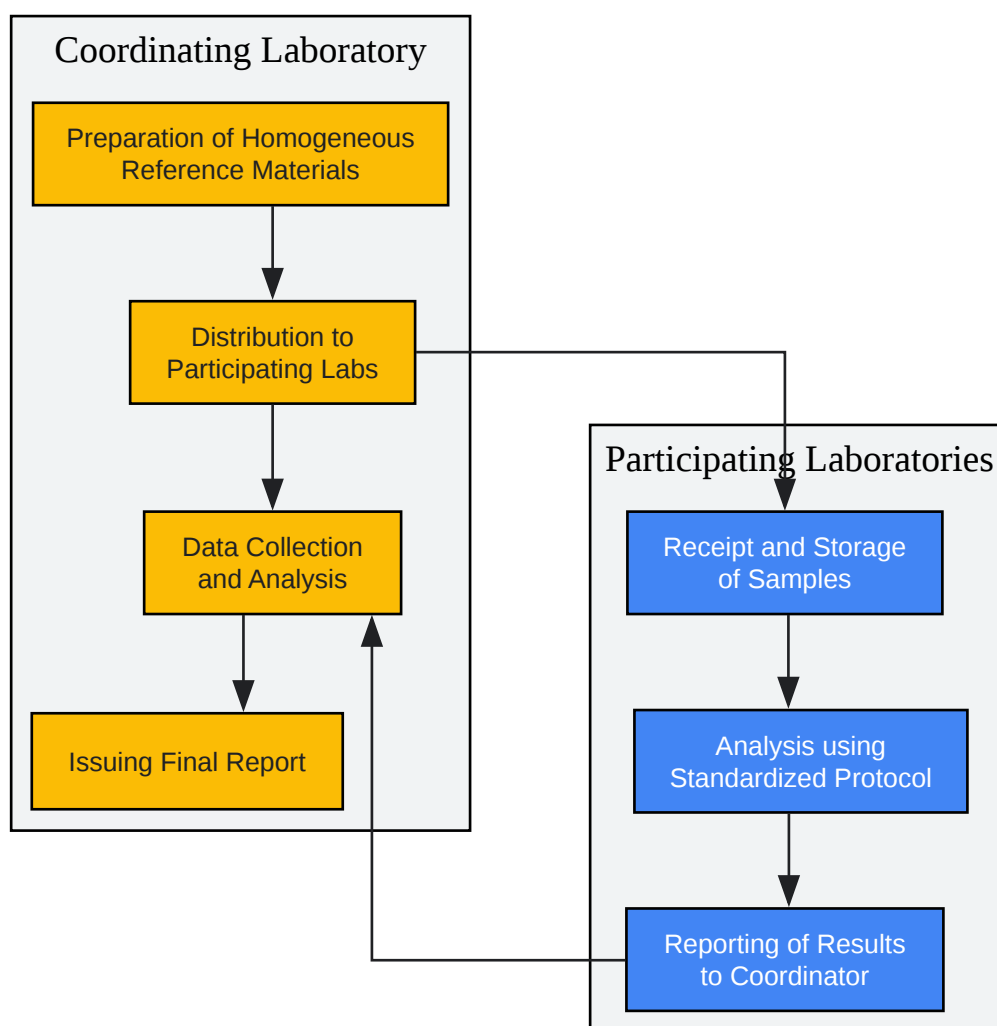 Coordinating Laboratory
Preparation of Homogeneous
Reference Materials
Distribution to
Participating Labs
Data Collection
and Analysis
Issuing Final Report
Participating Laboratories
Receipt and Storage
of Samples
Analysis using
Standardized Protocol
Reporting of Results
to Coordinator